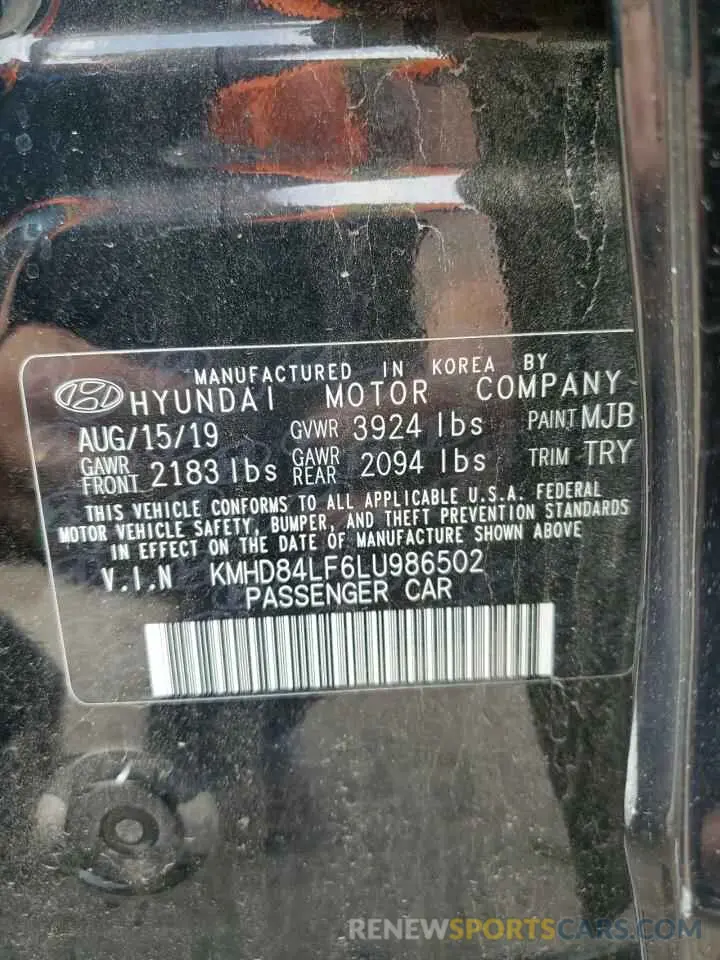 MANUFACTURED IN KOREA BY
HYUNDAI MOTOR COMPANY
AUG/15/19 GVWR 3924 lbs PAINT MJB
GAWR FRONT 2183 lbs GAWR REAR 2094 lbs TRIM TRY
THIS VEHICLE CONFORMS TO ALL APPLICABLE U.S.A. FEDERAL
MOTOR VEHICLE SAFETY, BUMPER, AND THEFT PREVENTION STANDARDS
IN EFFECT ON THE DATE OF MANUFACTURE SHOWN ABOVE
V.I.N KMHD84LF6LU986502
PASSENGER CAR
RENEWSPORTSCARS.COM